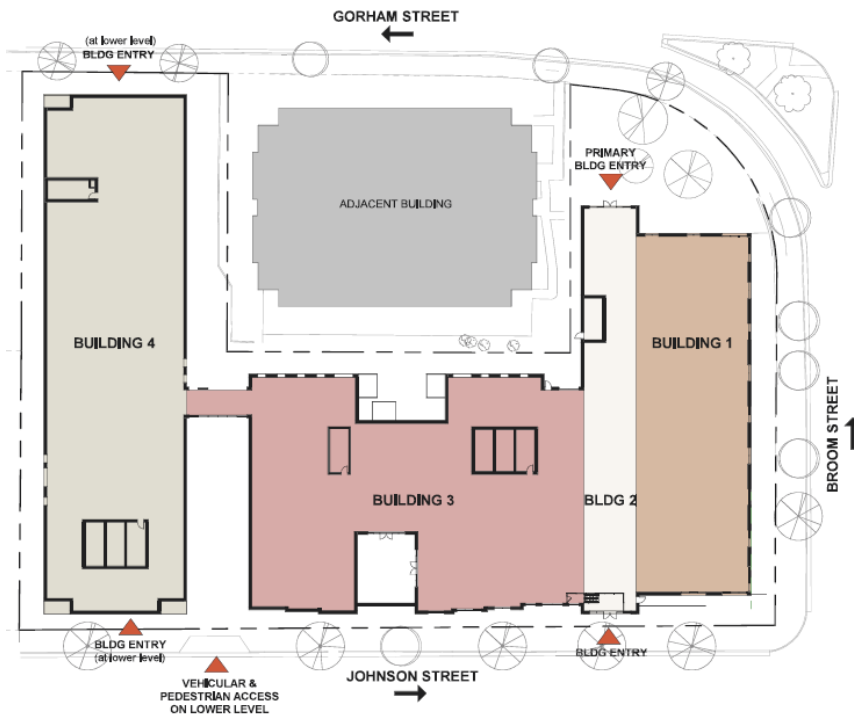 GORHAM STREET
(at lower level)
BLDG ENTRY
PRIMARY
BLDG ENTRY
ADJACENT BUILDING
BUILDING 4
BUILDING 1
BROOM STREET
BUILDING 3
BLDG 2
BLDG ENTRY
(at lower level)
BLDG ENTRY
VEHICULAR &
PEDESTRIAN ACCESS
ON LOWER LEVEL
JOHNSON STREET